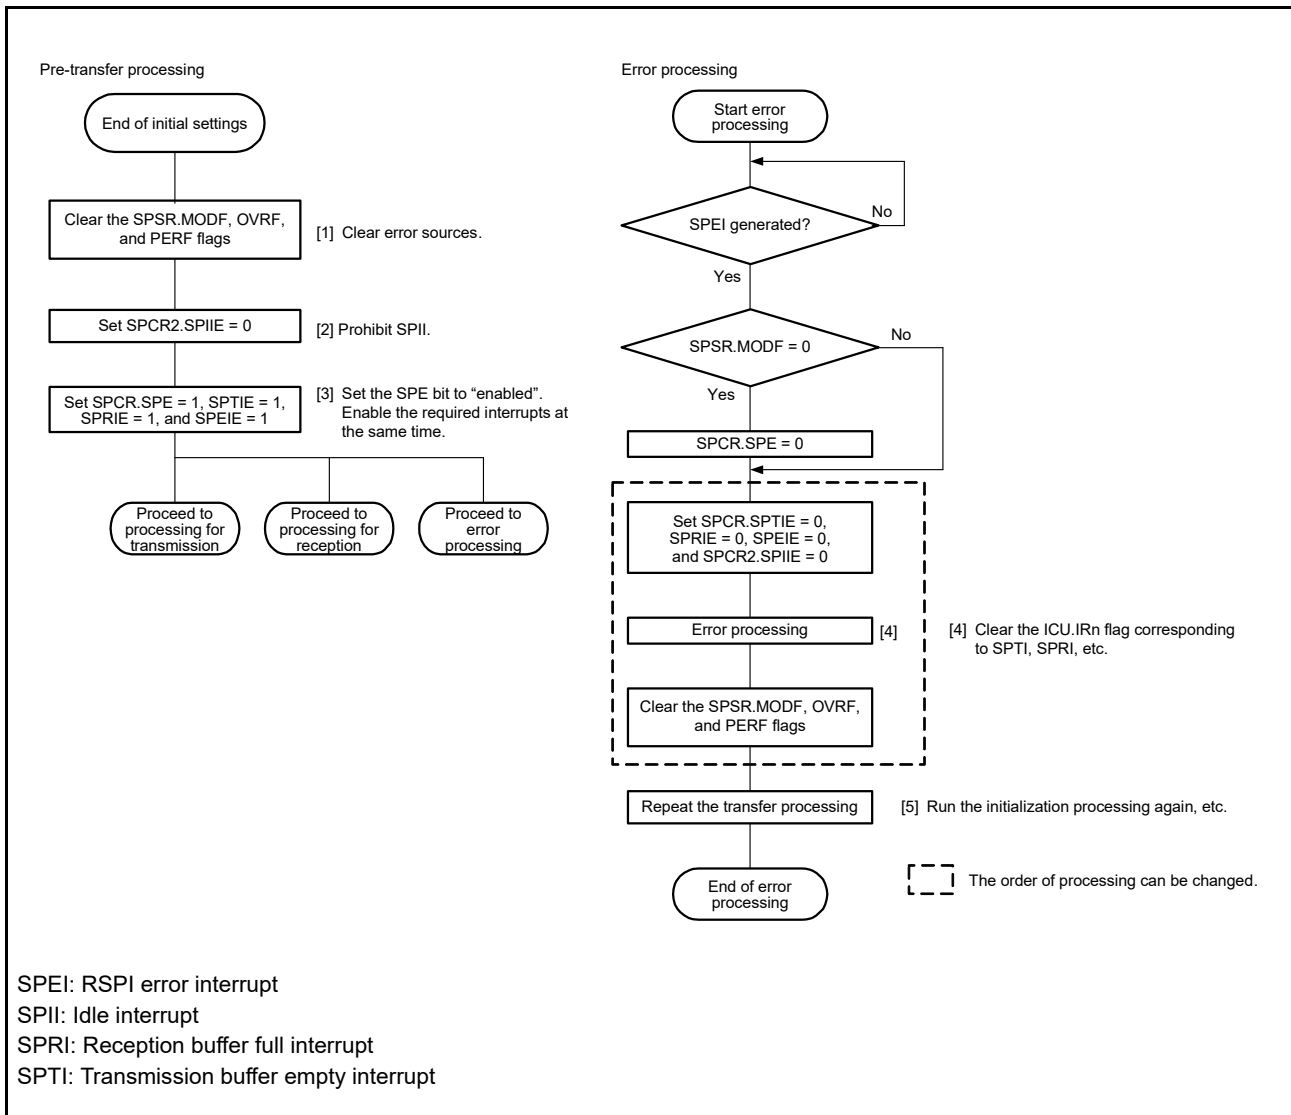 Pre-transfer processing
End of initial settings
Clear the SPSR.MODF, OVRF,
and PERF flags
[1] Clear error sources.
Set SPCR2.SPIIE = 0
[2] Prohibit SPII.
Set SPCR.SPE = 1, SPTIE = 1,
SPRIE = 1, and SPEIE = 1
[3] Set the SPE bit to “enabled”.
Enable the required interrupts at
the same time.
Proceed to
processing for
transmission
Proceed to
processing for
reception
Proceed to
error
processing
Error processing
Start error
processing
SPEI generated?
No
Yes
SPSR.MODF = 0
No
Yes
SPCR.SPE = 0
Set SPCR.SPTIE = 0,
SPRIE = 0, SPEIE = 0,
and SPCR2.SPIIE = 0
Error processing
[4]
[4] Clear the ICU.IRn flag corresponding
to SPTI, SPRI, etc.
Clear the SPSR.MODF, OVRF,
and PERF flags
Repeat the transfer processing
[5] Run the initialization processing again, etc.
End of error
processing
The order of processing can be changed.
SPEI: RSPI error interrupt
SPII: Idle interrupt
SPRI: Reception buffer full interrupt
SPTI: Transmission buffer empty interrupt